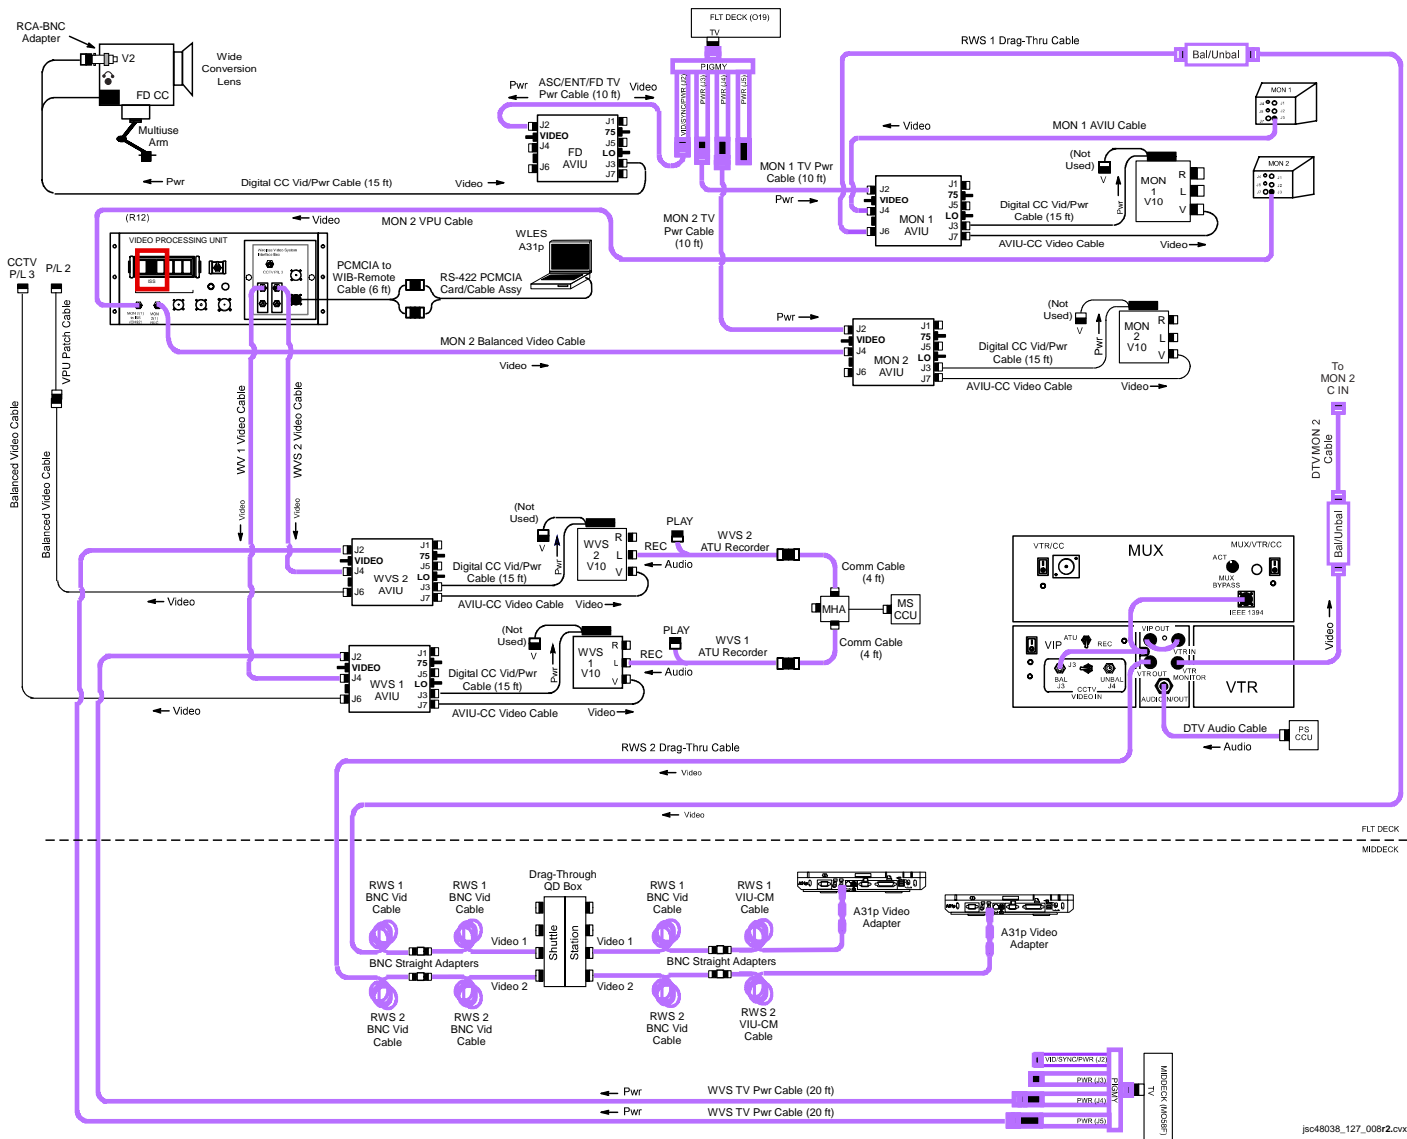 RCA-BNC
Adapter
V2
FD CC
Wide
Conversion
Lens
Multiuse
Arm
Pwr
Digital CC Vid/Pwr Cable (15 ft)
Video
Pwr
ASC/ENT/FD TV
Pwr Cable (10 ft)
Video
J2
VIDEO
J4
J6
FD
AVIU
J1
75
J5
LO
J3
J7
FLT DECK (O19)
TV
PIGMY
VID/SYNC/PWR (J2)
PWR (J3)
PWR (J4)
PWR (J5)
RWS 1 Drag-Thru Cable
Bal/Unbal
MON 1
MON 2
Video
MON 1 AVIU Cable
MON 1 TV Pwr
Cable (10 ft)
Pwr
J2
VIDEO
J4
J6
MON 1
AVIU
J1
75
J5
LO
J3
J7
(Not
Used)
V
Digital CC Vid/Pwr
Cable (15 ft)
Pwr
MON
1
V10
R
L
V
AVIU-CC Video Cable
Video
MON 2 TV
Pwr Cable
(10 ft)
(R12)
Video
MON 2 VPU Cable
VIDEO PROCESSING UNIT
Wireless Video System
Interface Box
ISS
WLES
A31p
PCMCIA to
WIB-Remote
Cable (6 ft)
RS-422 PCMCIA
Card/Cable Assy
CCTV
P/L 3
P/L 2
VPU Patch Cable
Balanced Video Cable
Balanced Video Cable
MON 2 Balanced Video Cable
Video
Pwr
J2
VIDEO
J4
J6
MON 2
AVIU
J1
75
J5
LO
J3
J7
(Not
Used)
V
Digital CC Vid/Pwr
Cable (15 ft)
Pwr
MON
2
V10
R
L
V
AVIU-CC Video Cable
Video
To
MON 2
C IN
DTV MON 2
Cable
Bal/Unbal
Video
WV 1 Video Cable
WVS 2 Video Cable
Video
Video
J2
VIDEO
J4
J6
WVS 2
AVIU
J1
75
J5
LO
J3
J7
Video
(Not
Used)
V
Digital CC Vid/Pwr
Cable (15 ft)
Pwr
WVS
2
V10
R
L
V
AVIU-CC Video Cable
Video
PLAY
REC
WVS 2
ATU Recorder
Audio
Comm Cable
(4 ft)
MHA
MS
CCU
Comm Cable
(4 ft)
J2
VIDEO
J4
J6
WVS 1
AVIU
J1
75
J5
LO
J3
J7
Video
(Not
Used)
V
Digital CC Vid/Pwr
Cable (15 ft)
Pwr
WVS
1
V10
R
L
V
AVIU-CC Video Cable
Video
PLAY
REC
WVS 1
ATU Recorder
Audio
VTR/CC
MUX
MUX/VTR/CC
ACT
MUX
BYPASS
IEEE 1394
VIP
ATU
REC
J3
BAL
J3
UNBAL
J4
CCTV
VIDEO IN
VIP OUT
VTR IN
VTR OUT
VTR
MONITOR
AUDIO IN/OUT
VTR
DTV Audio Cable
Audio
PS
CCU
RWS 2 Drag-Thru Cable
Video
Video
FLT DECK
MIDDECK
RWS 1
BNC Vid
Cable
RWS 1
BNC Vid
Cable
Drag-Through
QD Box
Shuttle
Station
RWS 1
BNC Vid
Cable
RWS 1
VIU-CM
Cable
A31p Video
Adapter
A31p Video
Adapter
Video 1
Video 1
BNC Straight Adapters
BNC Straight Adapters
Video 2
Video 2
RWS 2
BNC Vid
Cable
RWS 2
BNC Vid
Cable
RWS 2
BNC Vid
Cable
RWS 2
VIU-CM
Cable
VID/SYNC/PWR (J2)
PWR (J3)
PWR (J4)
PWR (J5)
PIGMY
TV
MIDDECK (MO58F)
Pwr
WVS TV Pwr Cable (20 ft)
Pwr
WVS TV Pwr Cable (20 ft)
jsc48038_127_008r2.cvx